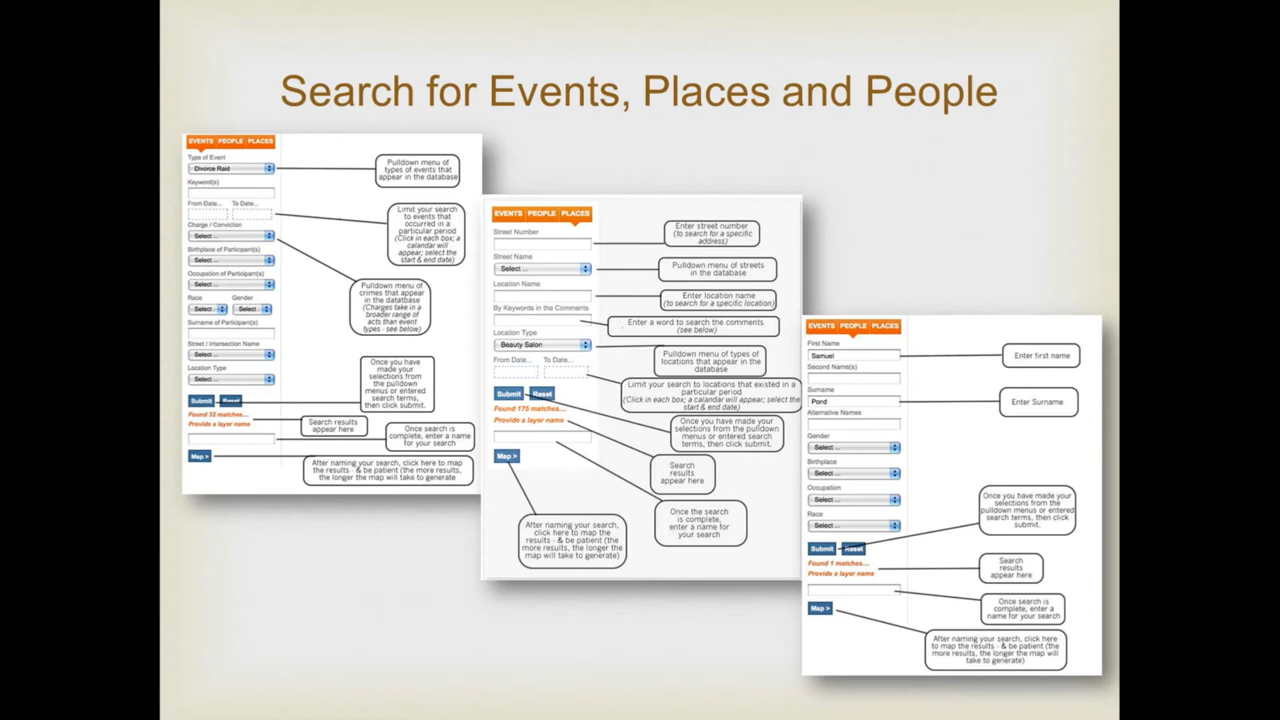 Search for Events, Places and People
EVENTS PEOPLE PLACES
Type of Event
Divorce Raid
Keyword(s)
From Date... To Date...
Charge / Conviction
Select ...
Birthplace of Participant(s)
Select ...
Occupation of Participant(s)
Select ...
Race Gender
Select... Select...
Surname of Participant(s)
Street / Intersection Name
Select ...
Location Type
Select ...
Submit Reset
Found 32 matches....
Provide a layer name
Map >
Pulldown menu of
types of events that
appear in the database
Limit your search
to events that
occurred in a
particular period
(Click in each box; a
calandar will
appear; select the
start & end date)
Pulldown menu of
crimes that appear
in the datatbase
(Charges take in a
broader range of
acts than event
types - see below)
Once you have
made your
selections from
the pulldown
menus or entered
search terms,
then click submit.
Search results
appear here
Once search is
complete, enter a name
for your search
After naming your search, click here to map
the results - & be patient (the more results,
the longer the map will take to generate
EVENTS PEOPLE PLACES
Street Number
Street Name
Select ...
Location Name
By Keywords in the Comments
Location Type
Beauty Salon
From Date... To Date...
Submit Reset
Found 175 matches....
Provide a layer name
Map >
Enter street number
(to search for a specific
address)
Pulldown menu of streets
in the database
Enter location name
(to search for a specific location)
Enter a word to search the comments
(see below)
Pulldown menu of types of
locations that appear in the
database
Limit your search to locations that existed in a
particular period
(Click in each box; a calandar will appear; select the
start & end date)
Once you have made your
selections from the pulldown
menus or entered search
terms, then click submit.
Search
results
appear here
Once the search
is complete,
enter a name for
your search
After naming your search,
click here to map the
results - & be patient (the
more results, the longer the
map will take to generate)
EVENTS PEOPLE PLACES
First Name
Samuel
Second Name(s)
Surname
Pond
Alternative Names
Gender
Select ...
Birthplace
Select ...
Occupation
Select ...
Race
Select ...
Submit Reset
Found 1 matches....
Provide a layer name
Map >
Enter first name
Enter Surname
Once you have made your
selections from the
pulldown menus or entered
search terms, then click
submit.
Search
results
appear here
Once search is
complete, enter a
name for your search
After naming your search, click here
to map the results - & be patient (the
more results, the longer the map will
take to generate)